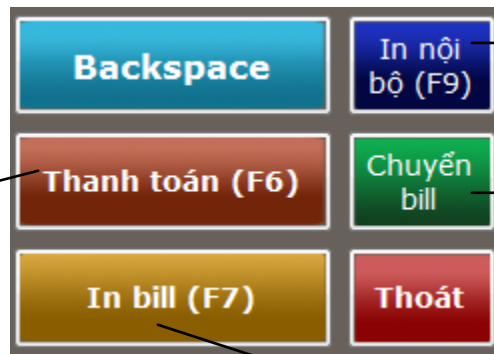 Backspace
In nội
bộ (F9)
Thanh toán (F6)
Chuyển
bill
In bill (F7)
Thoát